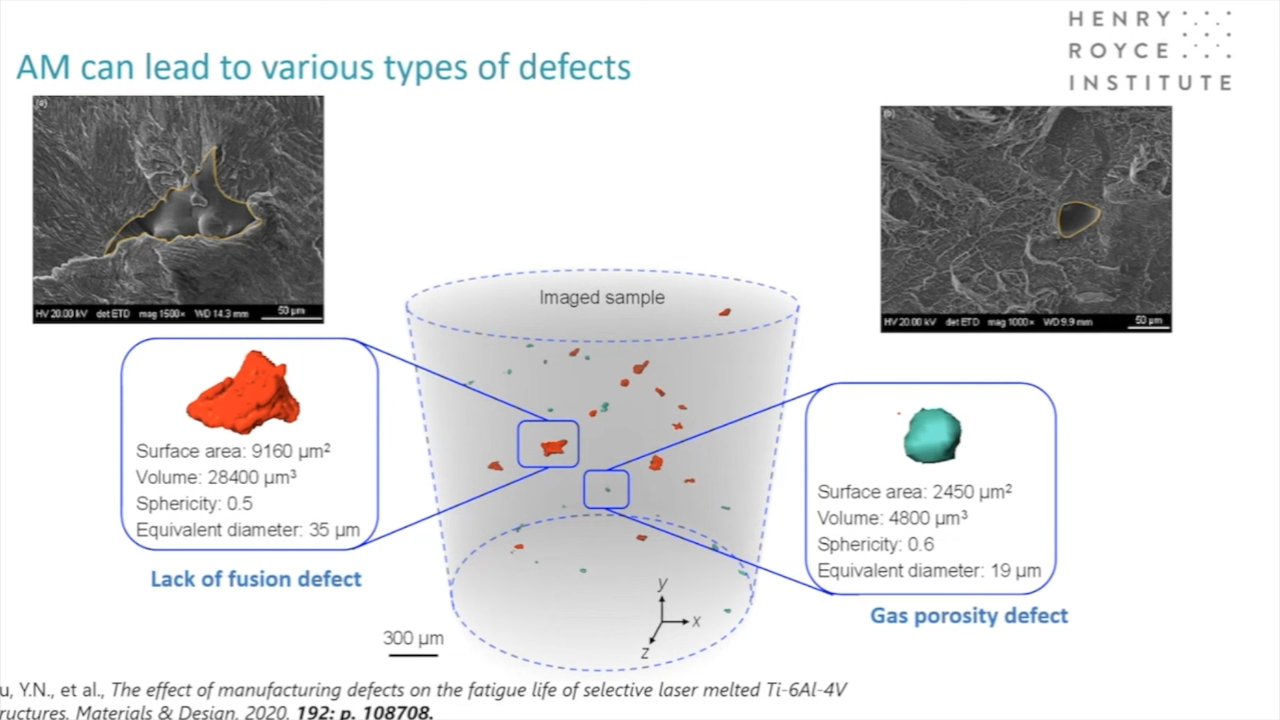 HENRY
ROYCE
INSTITUTE
AM can lead to various types of defects
(a)
HV 20.00 kV det ETD mag 1500× WD 14.3 mm 50 µm
(b)
HV 20.00 kV det ETD mag 1000× WD 9.9 mm 50 µm
Imaged sample
Surface area: 9160 µm²
Volume: 28400 µm³
Sphericity: 0.5
Equivalent diameter: 35 µm
Lack of fusion defect
Surface area: 2450 µm²
Volume: 4800 µm³
Sphericity: 0.6
Equivalent diameter: 19 µm
Gas porosity defect
y
x
z
300 µm
u, Y.N., et al., The effect of manufacturing defects on the fatigue life of selective laser melted Ti-6Al-4V
ructures. Materials & Design, 2020. 192: p. 108708.